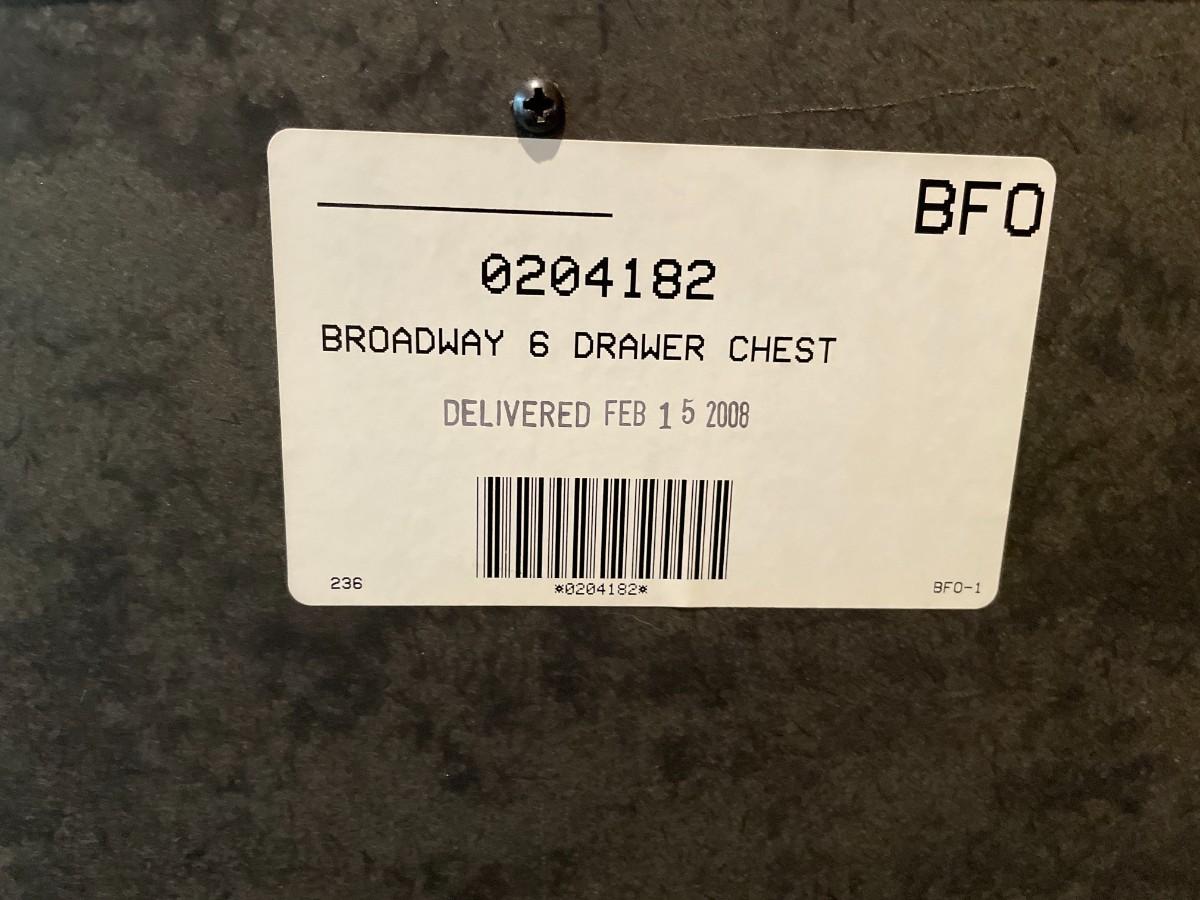 BFO
0204182
BROADWAY 6 DRAWER CHEST
DELIVERED FEB 15 2008
*0204182*
236
BFO-1